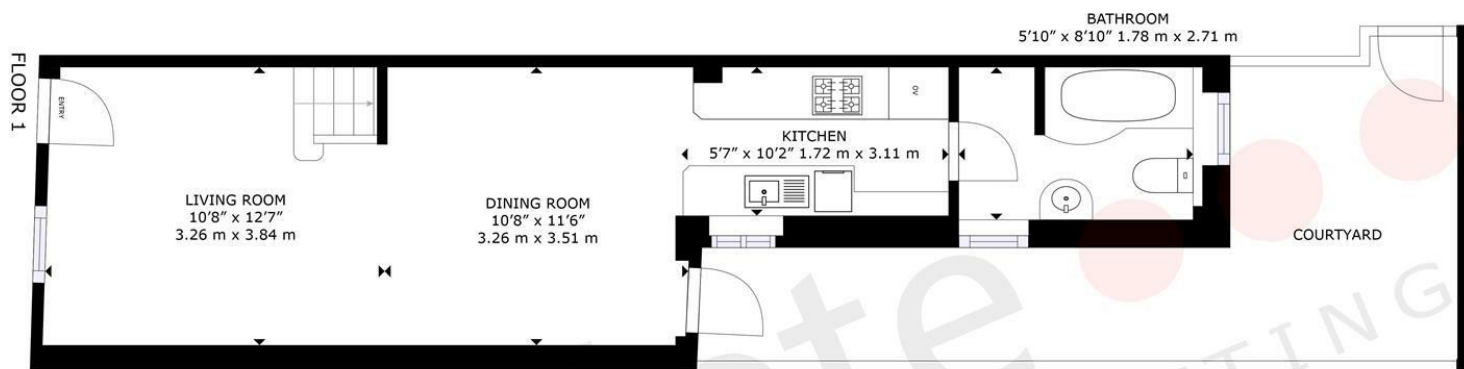 BATHROOM
5'10" x 8'10" 1.78 m x 2.71 m
FLOOR 1
ENTRY
OV
KITCHEN
5'7" x 10'2" 1.72 m x 3.11 m
LIVING ROOM
10'8" x 12'7"
3.26 m x 3.84 m
DINING ROOM
10'8" x 11'6"
3.26 m x 3.51 m
COURTYARD